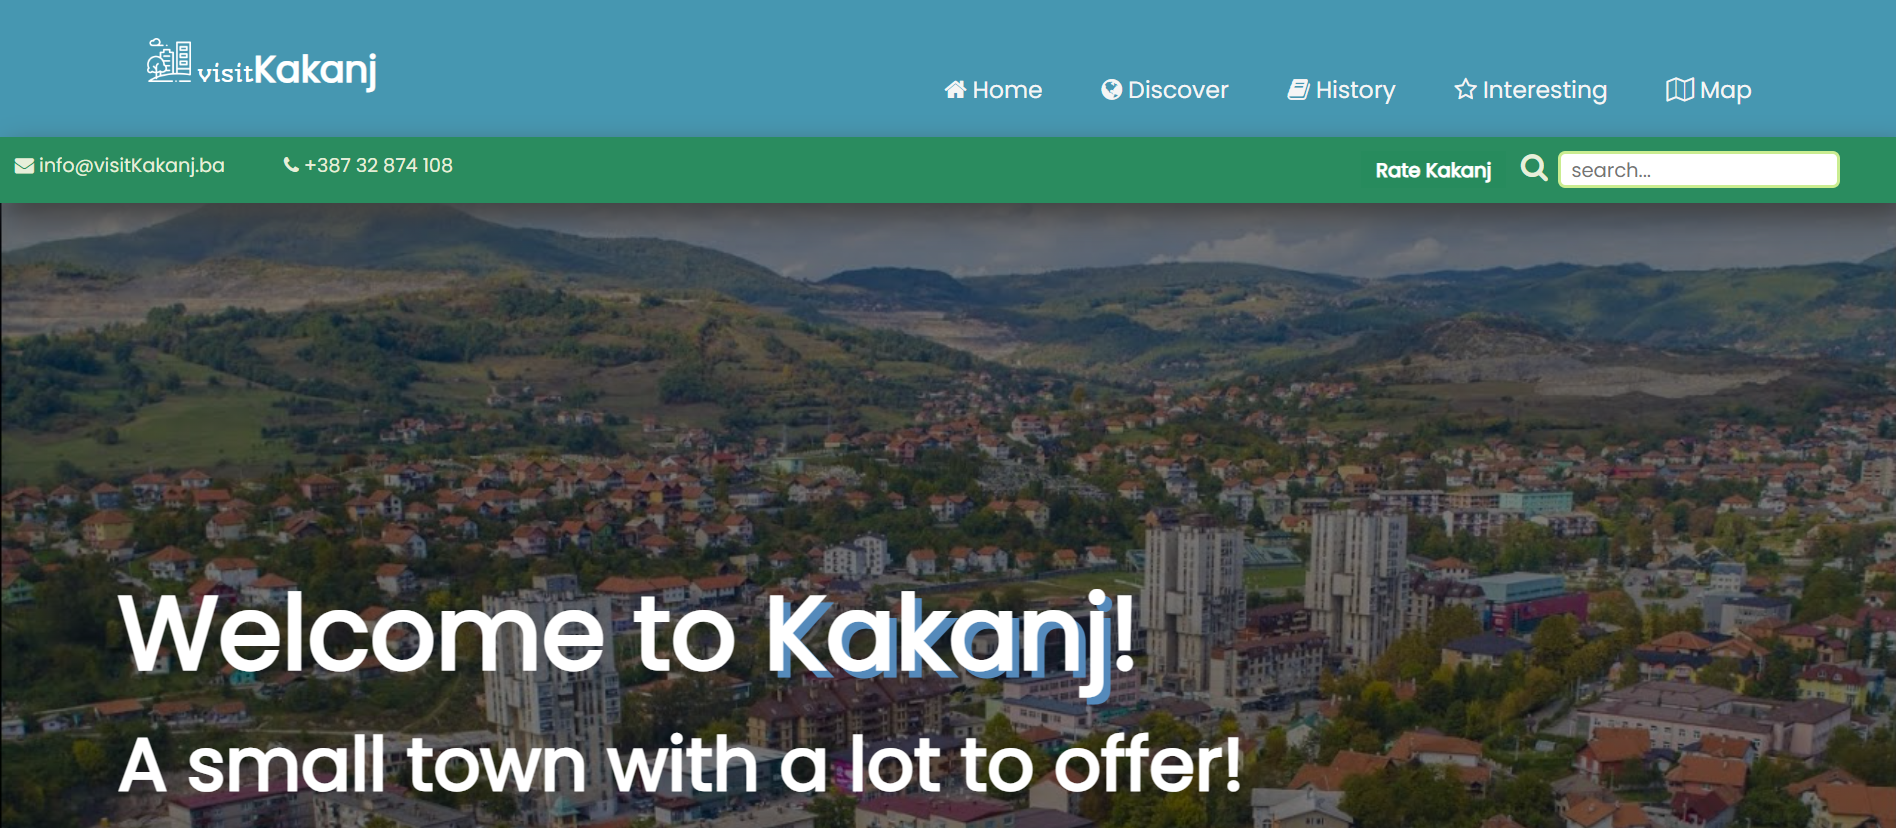 visitKakanj
Home Discover History Interesting Map
info@visitKakanj.ba +387 32 874 108 Rate Kakanj search...
Welcome to Kakanj!
A small town with a lot to offer!